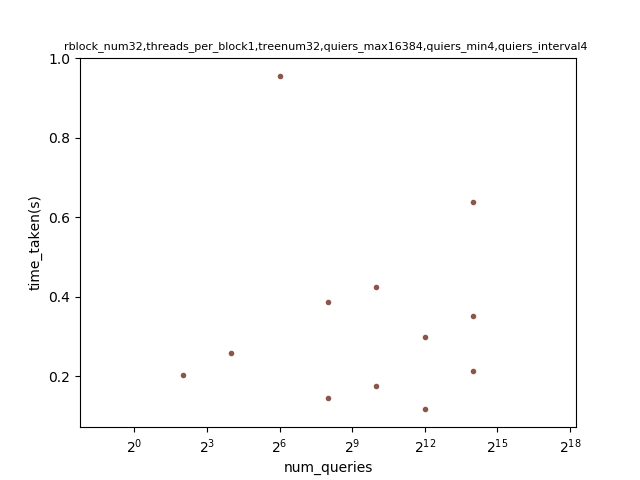 rblock_num32,threads_per_block1,treenum32,quiers_max16384,quiers_min4,quiers_interval4
1.0
0.8
0.6
0.4
0.2
time_taken(s)
2^0 2^3 2^6 2^9 2^12 2^15 2^18
num_queries